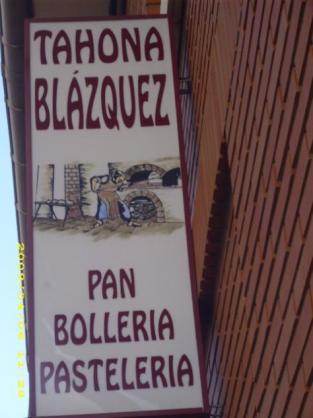 TAHONA
BLÁZQUEZ
PAN
BOLLERIA
PASTELERIA